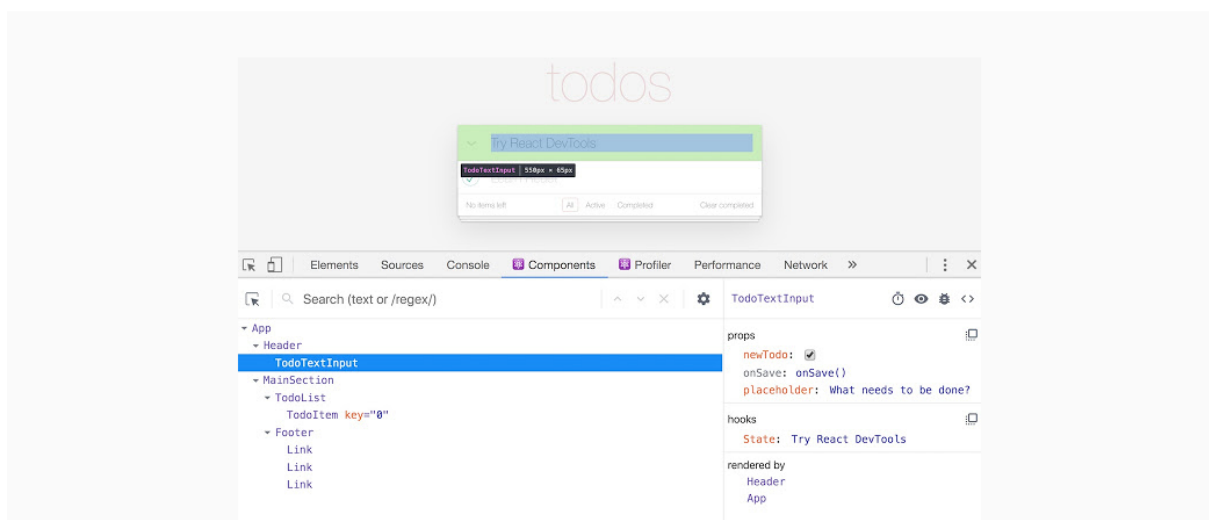 todos
Try React DevTools
TodoTextInput | 550px × 65px
No items left All Active Completed Clear completed
Elements Sources Console Components Profiler Performance Network »
Search (text or /regex/)
TodoTextInput
App
Header
TodoTextInput
MainSection
TodoList
TodoItem key="0"
Footer
Link
Link
Link
props
newTodo:
onSave: onSave()
placeholder: What needs to be done?
hooks
State: Try React DevTools
rendered by
Header
App